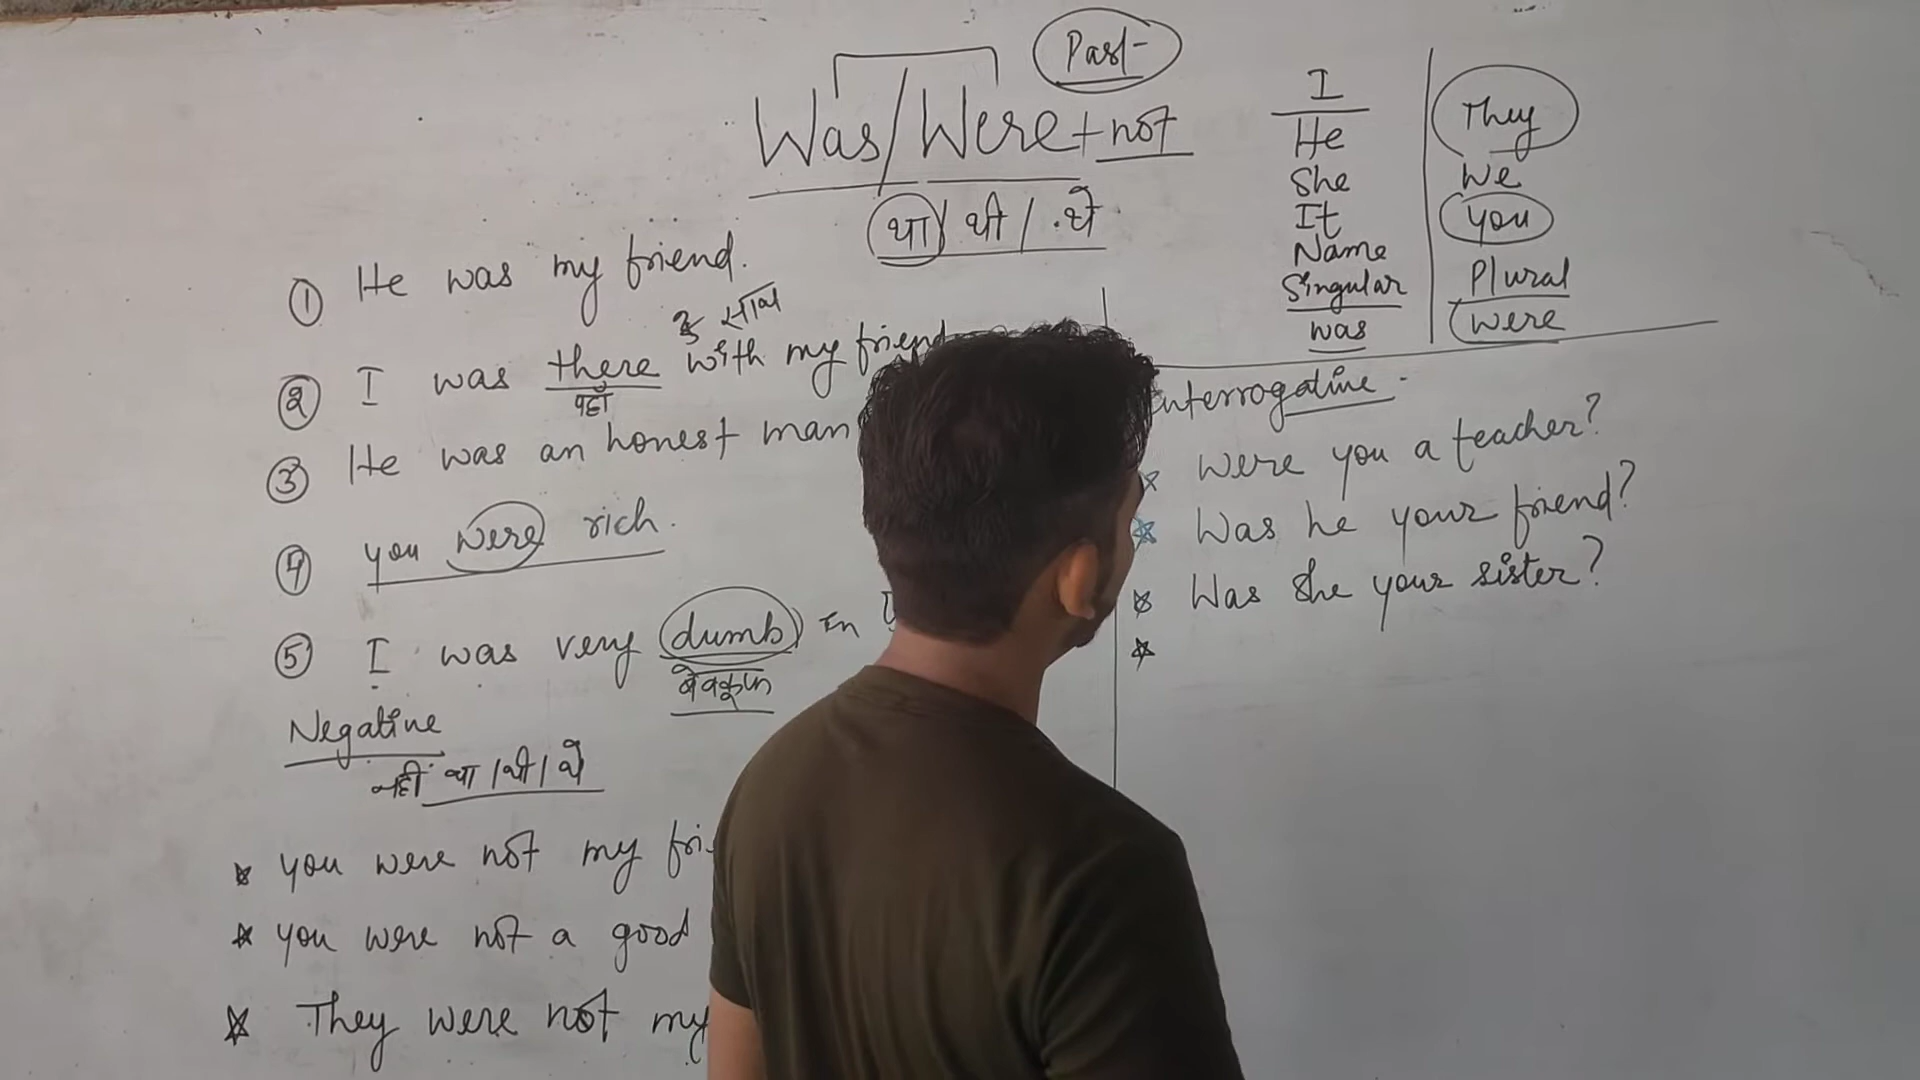 Past
Was/Were + not
था / थी / थे
① He was my friend.
के साथ
② I was there with my friend
वहाँ
③ He was an honest man
④ you were rich.
⑤ I was very dumb in
बेवकूफ
Negative
नहीं था / थी / थे
you were not my
you were not a good
They were not my
I
He
She
It
Name
Singular
was
They
We
you
Plural
were
Interrogative
Were you a teacher?
Was he your friend?
Was she your sister?